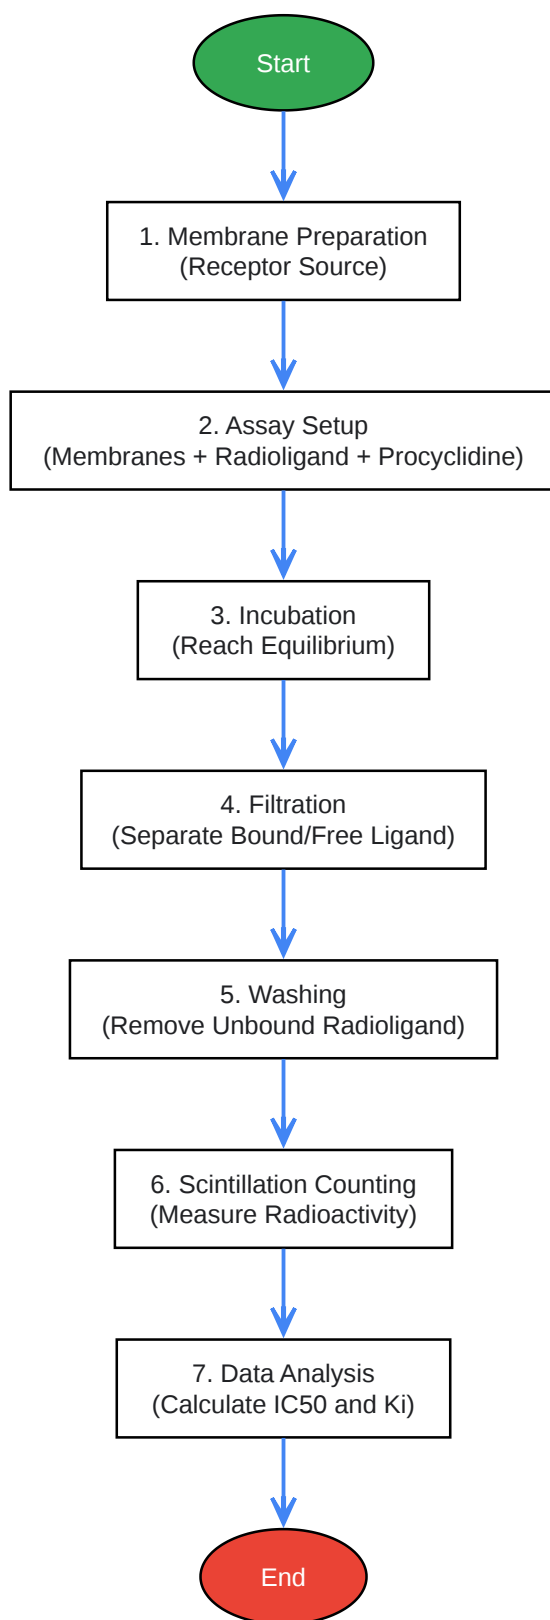 Start
1. Membrane Preparation
(Receptor Source)
2. Assay Setup
(Membranes + Radioligand + Procyclidine)
3. Incubation
(Reach Equilibrium)
4. Filtration
(Separate Bound/Free Ligand)
5. Washing
(Remove Unbound Radioligand)
6. Scintillation Counting
(Measure Radioactivity)
7. Data Analysis
(Calculate IC50 and Ki)
End